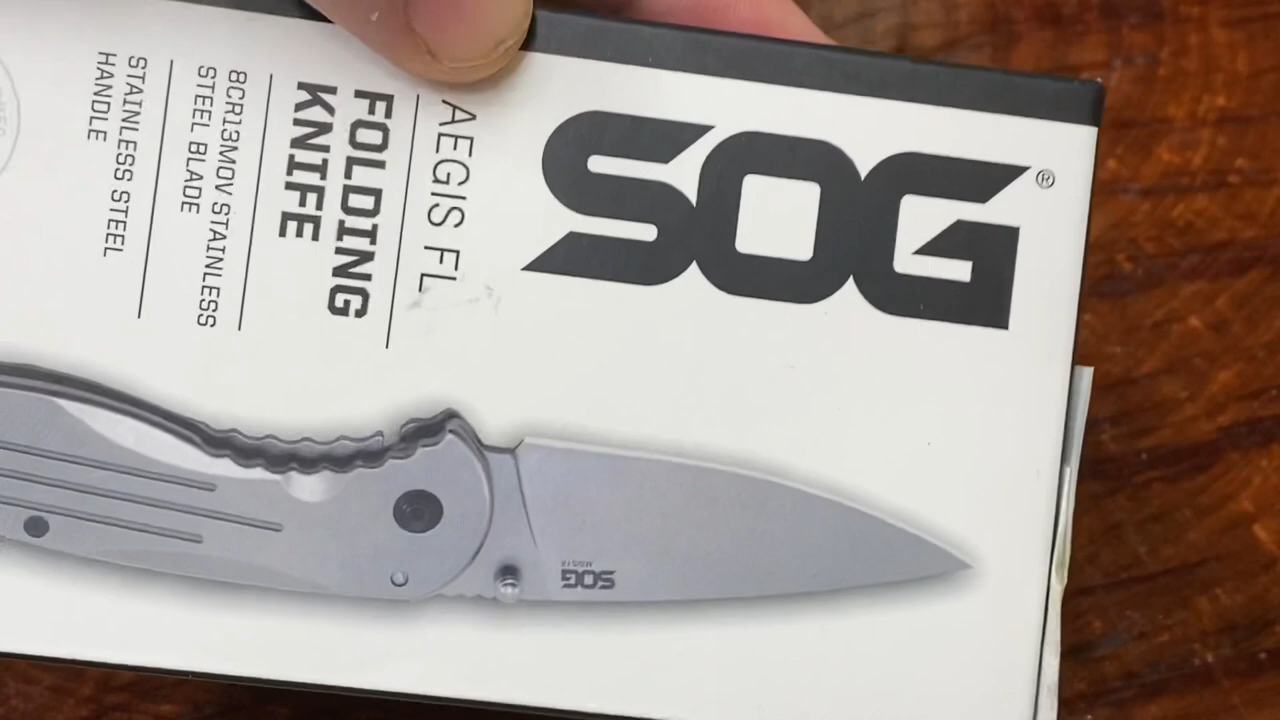 SOG®
AEGIS FL
FOLDING
KNIFE
8CR13MOV STAINLESS
STEEL BLADE
STAINLESS STEEL
HANDLE
SOG